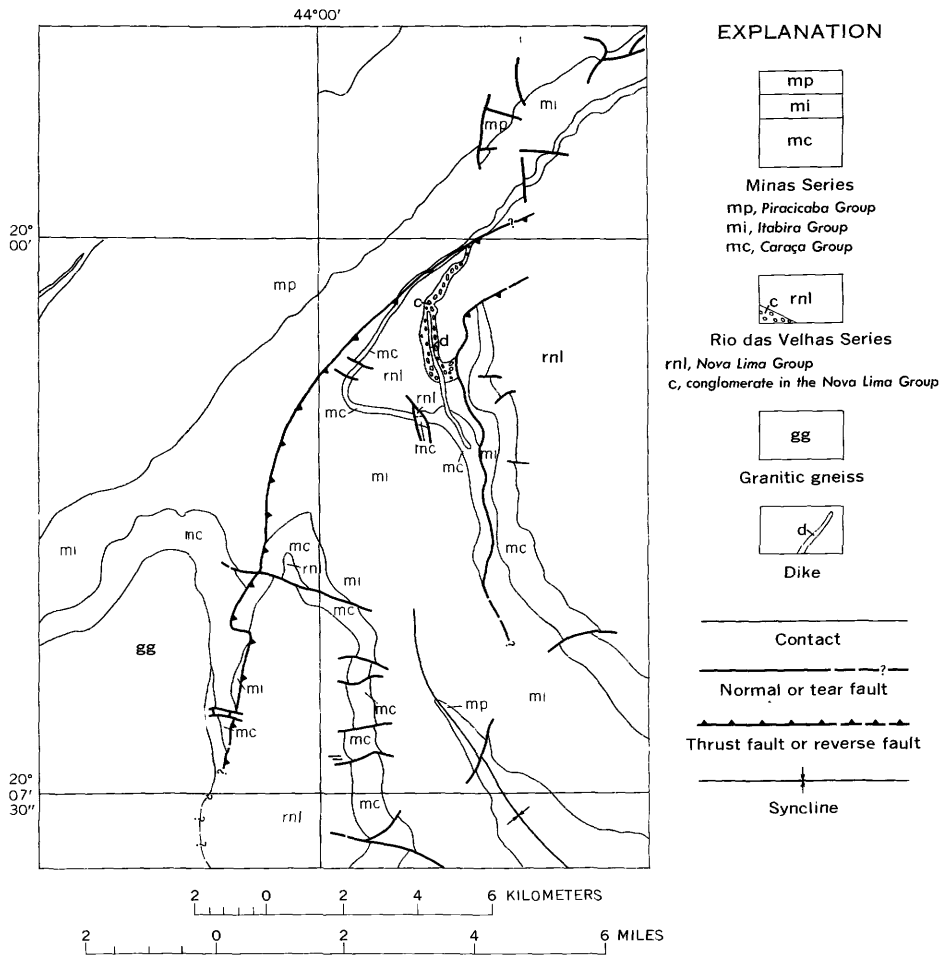 44°00'
20°
00'
20°
07'
30"
mi
mp
mp
c
d
mc
rnl
rnl
mc
rnl
mc
mc
mi
mi
mc
mi
mc
mc
rnl
mi
mc
gg
mi
mc
mc
mc
mc
rnl
mp
mi
?
?
?
?
?
2 0 2 4 6 KILOMETERS
2 0 2 4 6 MILES
EXPLANATION
mp
mi
mc
Minas Series
mp, Piracicaba Group
mi, Itabira Group
mc, Caraça Group
c rnl
Rio das Velhas Series
rnl, Nova Lima Group
c, conglomerate in the Nova Lima Group
gg
Granitic gneiss
d
Dike
Contact
?
Normal or tear fault
Thrust fault or reverse fault
Syncline